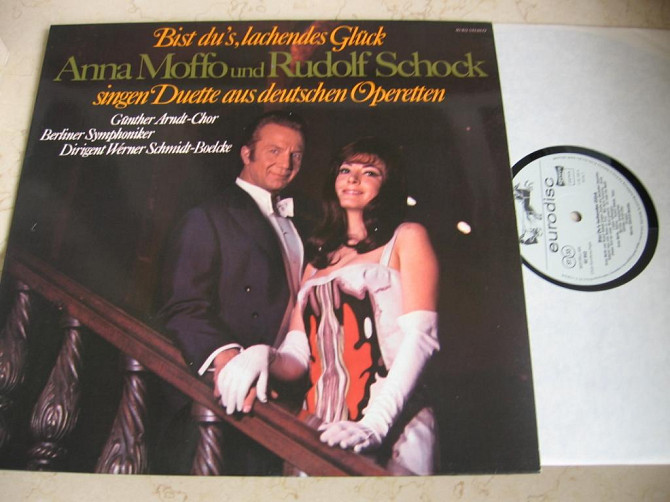 Bist du's, lachendes Glück
Anna Moffo und Rudolf Schock
singen Duette aus deutschen Operetten
Günther Arndt-Chor
Berliner Symphoniker
Dirigent Werner Schmidt-Boelcke
eurodisc